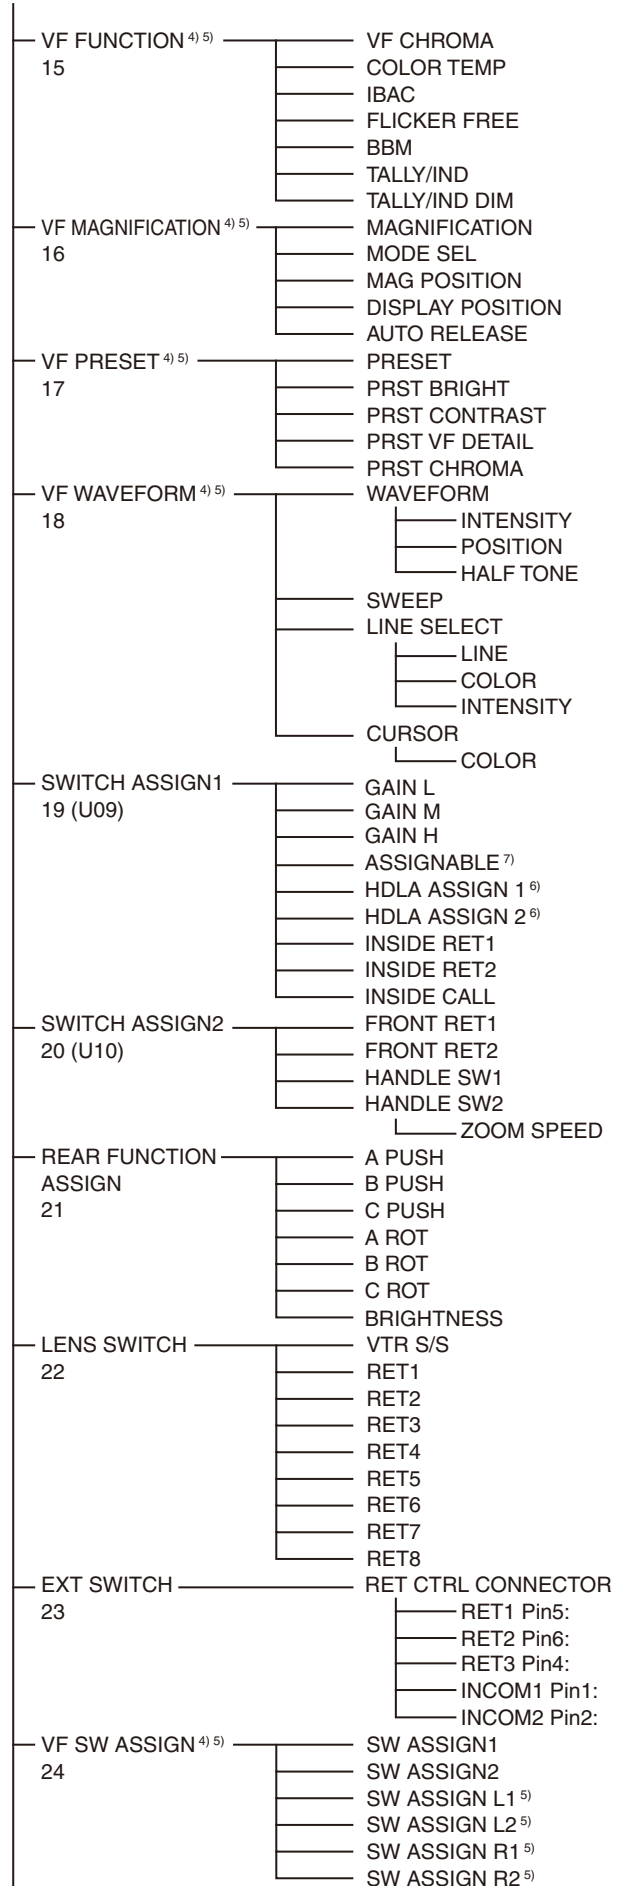 VF FUNCTION 4) 5)
15
VF CHROMA
COLOR TEMP
IBAC
FLICKER FREE
BBM
TALLY/IND
TALLY/IND DIM
VF MAGNIFICATION 4) 5)
16
MAGNIFICATION
MODE SEL
MAG POSITION
DISPLAY POSITION
AUTO RELEASE
VF PRESET 4) 5)
17
PRESET
PRST BRIGHT
PRST CONTRAST
PRST VF DETAIL
PRST CHROMA
VF WAVEFORM 4) 5)
18
WAVEFORM
INTENSITY
POSITION
HALF TONE
SWEEP
LINE SELECT
LINE
COLOR
INTENSITY
CURSOR
COLOR
SWITCH ASSIGN1
19 (U09)
GAIN L
GAIN M
GAIN H
ASSIGNABLE 7)
HDLA ASSIGN 1 6)
HDLA ASSIGN 2 6)
INSIDE RET1
INSIDE RET2
INSIDE CALL
SWITCH ASSIGN2
20 (U10)
FRONT RET1
FRONT RET2
HANDLE SW1
HANDLE SW2
ZOOM SPEED
REAR FUNCTION
ASSIGN
21
A PUSH
B PUSH
C PUSH
A ROT
B ROT
C ROT
BRIGHTNESS
LENS SWITCH
22
VTR S/S
RET1
RET2
RET3
RET4
RET5
RET6
RET7
RET8
EXT SWITCH
23
RET CTRL CONNECTOR
RET1 Pin5:
RET2 Pin6:
RET3 Pin4:
INCOM1 Pin1:
INCOM2 Pin2:
VF SW ASSIGN 4) 5)
24
SW ASSIGN1
SW ASSIGN2
SW ASSIGN L1 5)
SW ASSIGN L2 5)
SW ASSIGN R1 5)
SW ASSIGN R2 5)